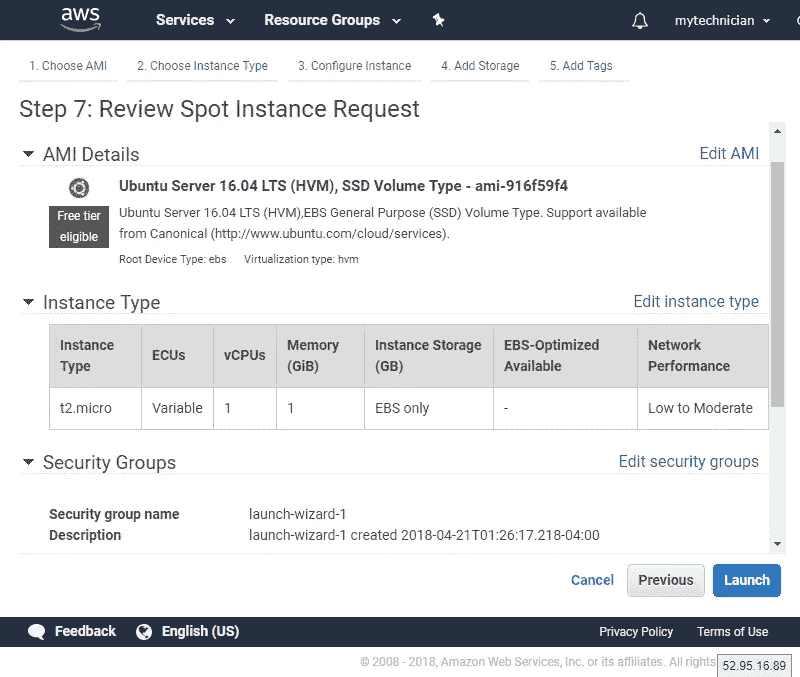 aws Services Resource Groups mytechnician
1. Choose AMI 2. Choose Instance Type 3. Configure Instance 4. Add Storage 5. Add Tags
Step 7: Review Spot Instance Request
AMI Details Edit AMI
Ubuntu Server 16.04 LTS (HVM), SSD Volume Type - ami-916f59f4
Free tier
eligible
Ubuntu Server 16.04 LTS (HVM),EBS General Purpose (SSD) Volume Type. Support available
from Canonical (http://www.ubuntu.com/cloud/services).
Root Device Type: ebs Virtualization type: hvm
Instance Type Edit instance type
Instance Type ECUs vCPUs Memory (GiB) Instance Storage (GB) EBS-Optimized Available Network Performance
t2.micro Variable 1 1 EBS only - Low to Moderate
Security Groups Edit security groups
Security group name launch-wizard-1
Description launch-wizard-1 created 2018-04-21T01:26:17.218-04:00
Cancel Previous Launch
Feedback English (US) Privacy Policy Terms of Use
© 2008 - 2018, Amazon Web Services, Inc. or its affiliates. All rights
52.95.16.89